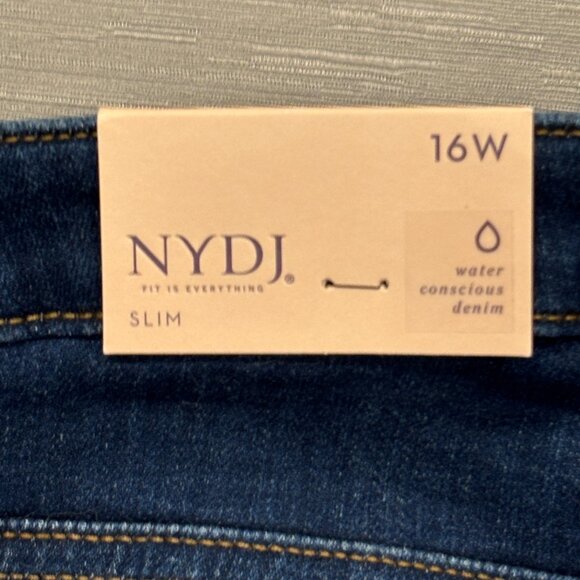 16W
NYDJ®
FIT IS EVERYTHING
SLIM
water
conscious
denim